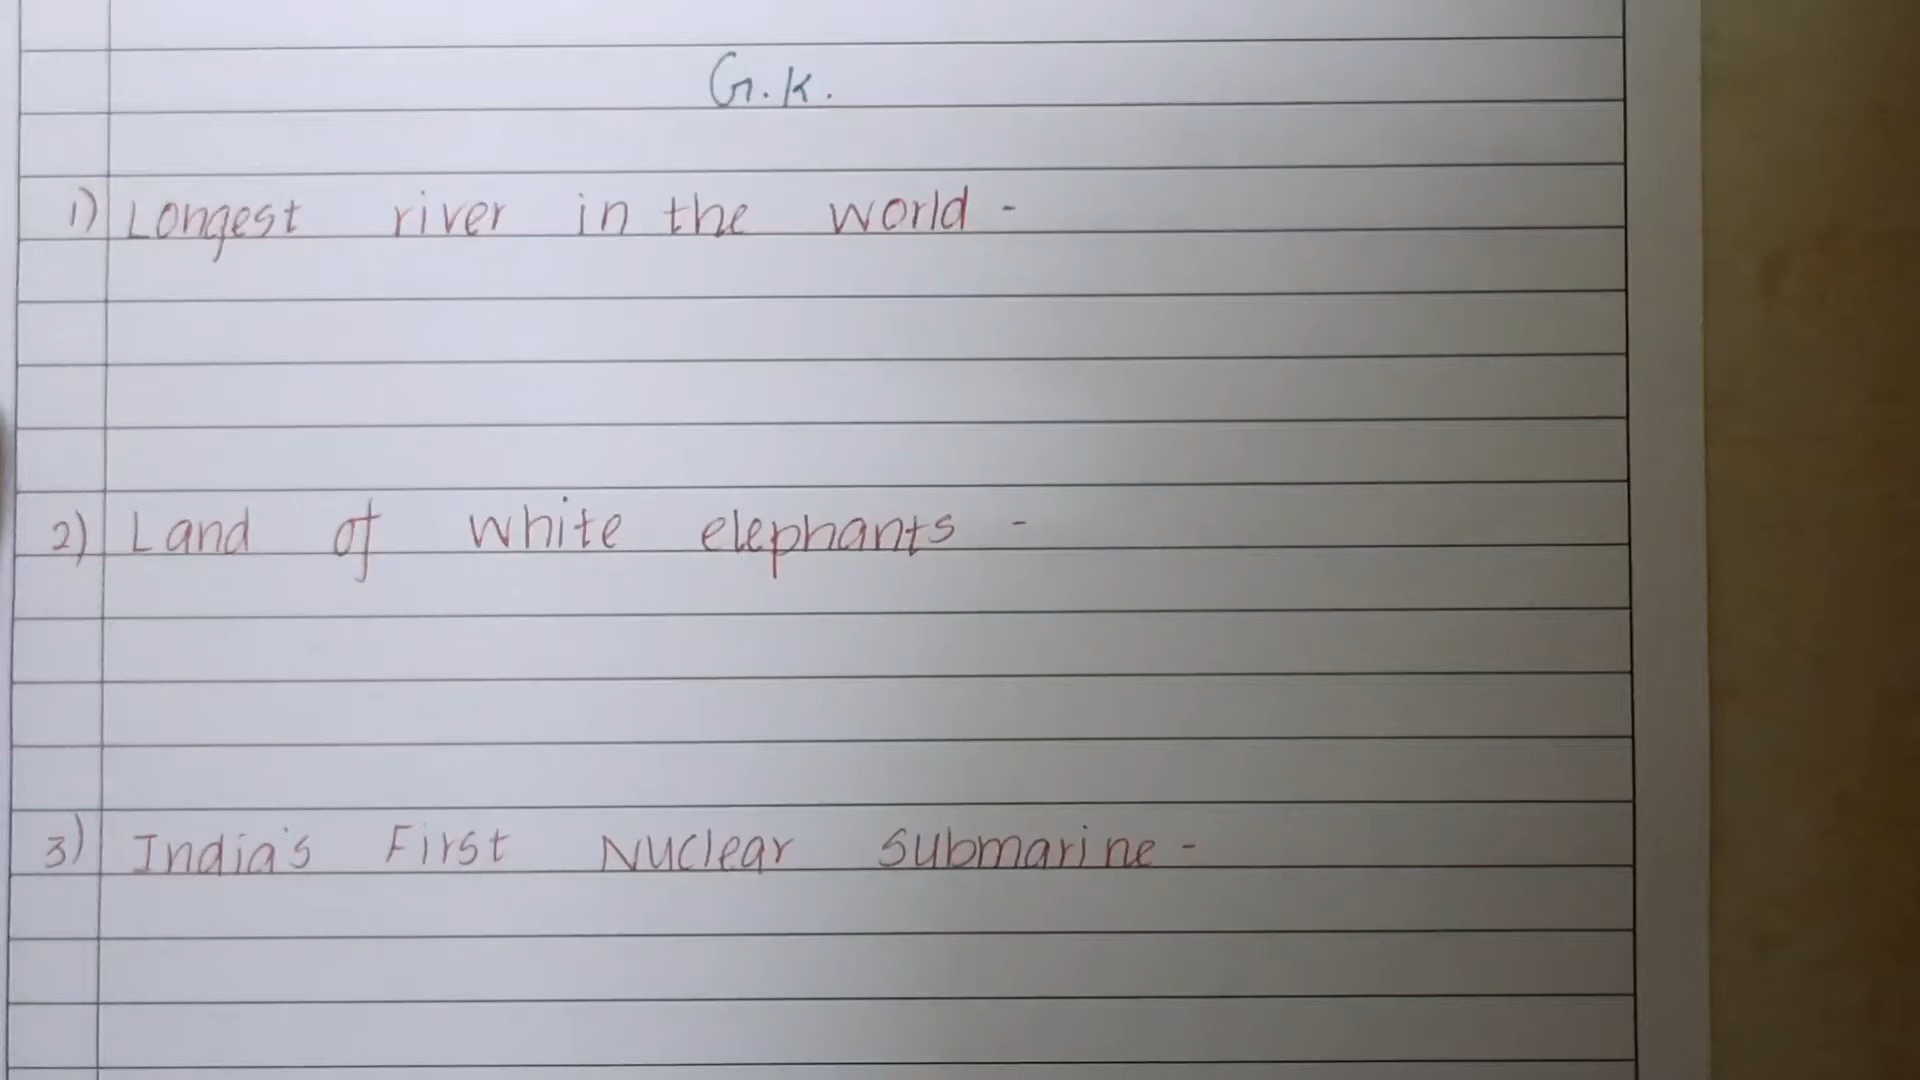 G.K.
1) Longest river in the world -
2) Land of white elephants -
3) India's First Nuclear Submarine -